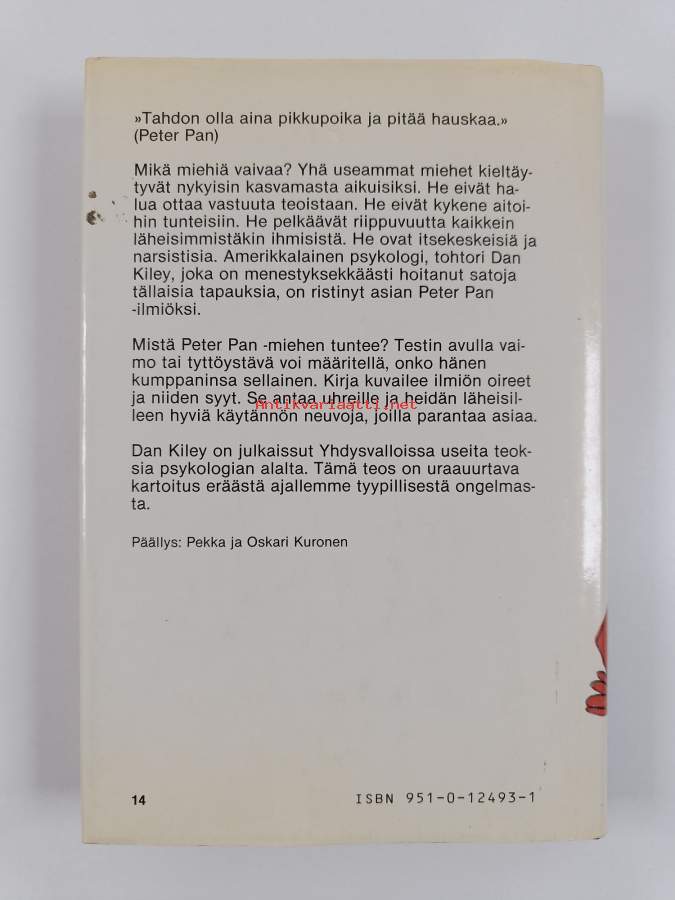 »Tahdon olla aina pikkupoika ja pitää hauskaa.»
(Peter Pan)
Mikä miehiä vaivaa? Yhä useammat miehet kieltäy-
tyvät nykyisin kasvamasta aikuisiksi. He eivät ha-
lua ottaa vastuuta teoistaan. He eivät kykene aitoi-
hin tunteisiin. He pelkäävät riippuvuutta kaikkein
läheisimmistäkin ihmisistä. He ovat itsekeskeisiä ja
narsistisia. Amerikkalainen psykologi, tohtori Dan
Kiley, joka on menestyksekkäästi hoitanut satoja
tällaisia tapauksia, on ristinyt asian Peter Pan
-ilmiöksi.
Mistä Peter Pan -miehen tuntee? Testin avulla vai-
mo tai tyttöystävä voi määritellä, onko hänen
kumppaninsa sellainen. Kirja kuvailee ilmiön oireet
ja niiden syyt. Se antaa uhreille ja heidän läheisil-
Antikvariaatti.net
leen hyviä käytännön neuvoja, joilla parantaa asiaa.
Dan Kiley on julkaissut Yhdysvalloissa useita teok-
sia psykologian alalta. Tämä teos on uraauurtava
kartoitus eräästä ajallemme tyypillisestä ongelmas-
ta.
Päällys: Pekka ja Oskari Kuronen
14
ISBN 951-0-12493-1